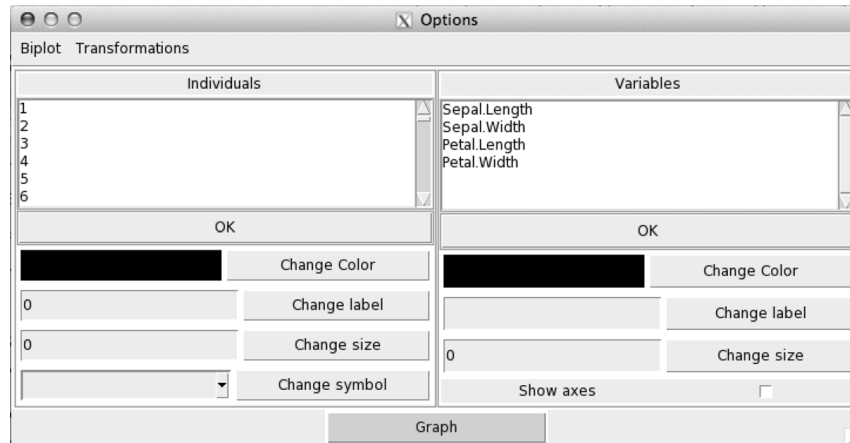 Options
Biplot Transformations
Individuals
1
2
3
4
5
6
OK
Change Color
0 Change label
0 Change size
Change symbol
Variables
Sepal.Length
Sepal.Width
Petal.Length
Petal.Width
OK
Change Color
Change label
0 Change size
Show axes
Graph